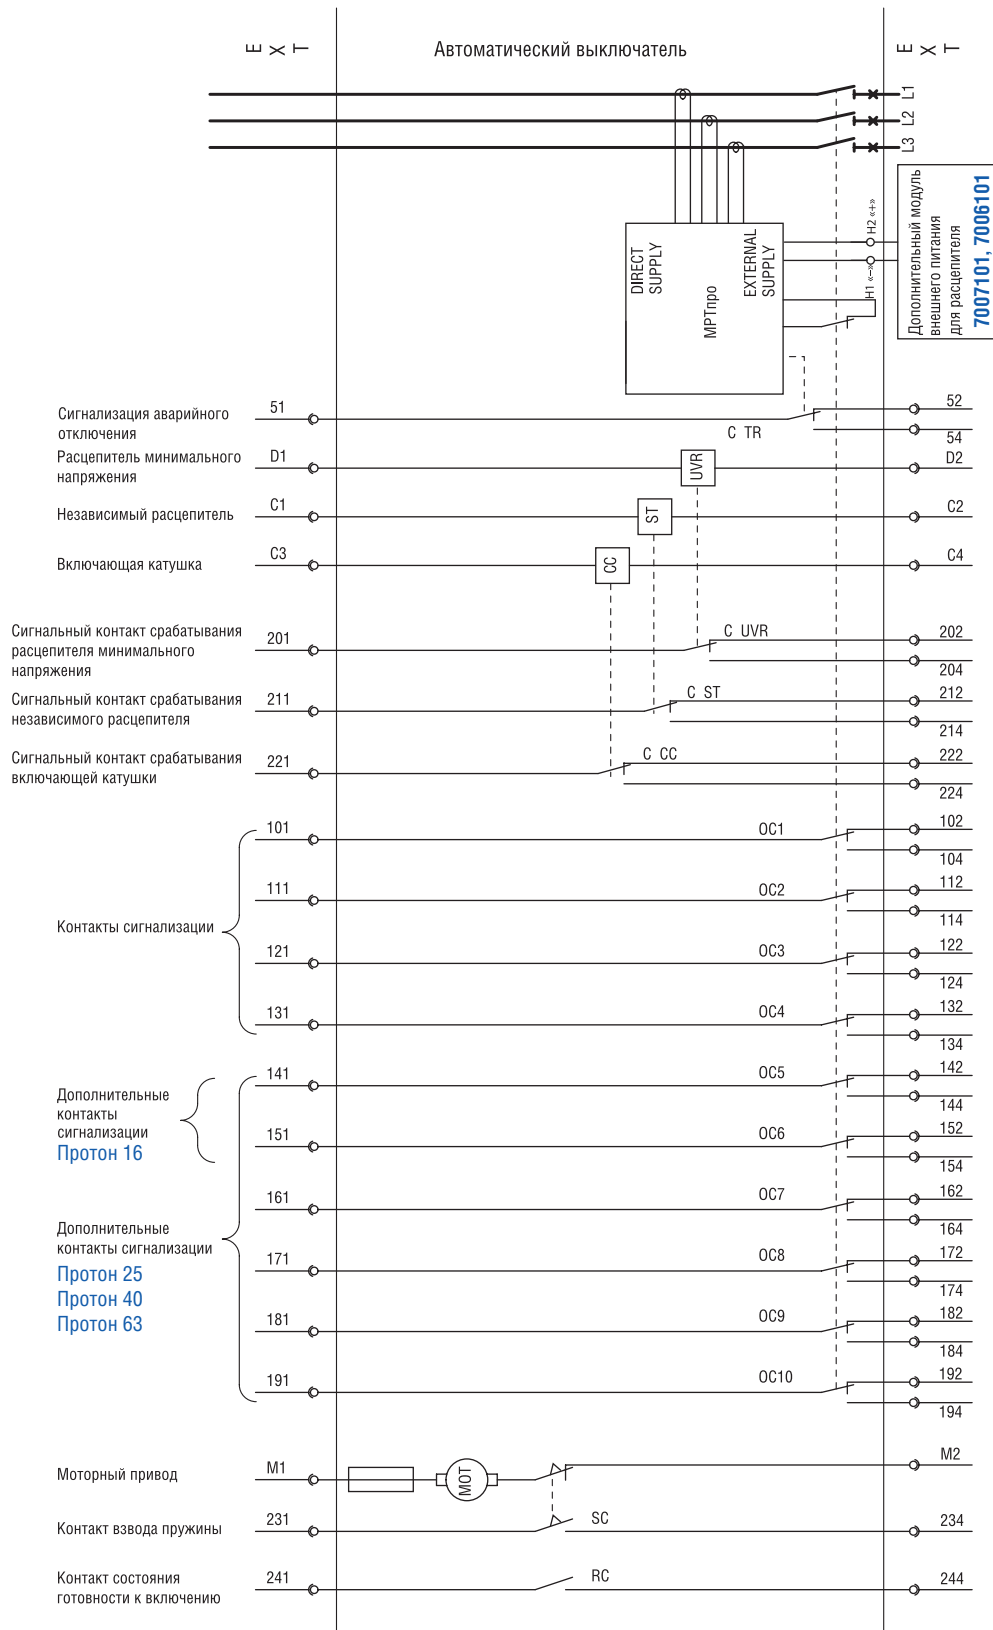 EXT
Автоматический выключатель
EXT
L1
L2
L3
DIRECT
SUPPLY
МРТпро
EXTERNAL
SUPPLY
H2 «+»
H1 «–»
Дополнительный модуль
внешнего питания
для расцепителя
7007101, 7006101
Сигнализация аварийного
отключения
51
C TR
52
54
Расцепитель минимального
напряжения
D1
UVR
D2
Независимый расцепитель
C1
ST
C2
Включающая катушка
C3
CC
C4
Сигнальный контакт срабатывания
расцепителя минимального
напряжения
201
C UVR
202
204
Сигнальный контакт срабатывания
независимого расцепителя
211
C ST
212
214
Сигнальный контакт срабатывания
включающей катушки
221
C CC
222
224
Контакты сигнализации
101
OC1
102
104
111
OC2
112
114
121
OC3
122
124
131
OC4
132
134
Дополнительные
контакты
сигнализации
Протон 16
141
OC5
142
144
151
OC6
152
154
Дополнительные
контакты сигнализации
Протон 25
Протон 40
Протон 63
161
OC7
162
164
171
OC8
172
174
181
OC9
182
184
191
OC10
192
194
Моторный привод
M1
MOT
M2
Контакт взвода пружины
231
SC
234
Контакт состояния
готовности к включению
241
RC
244